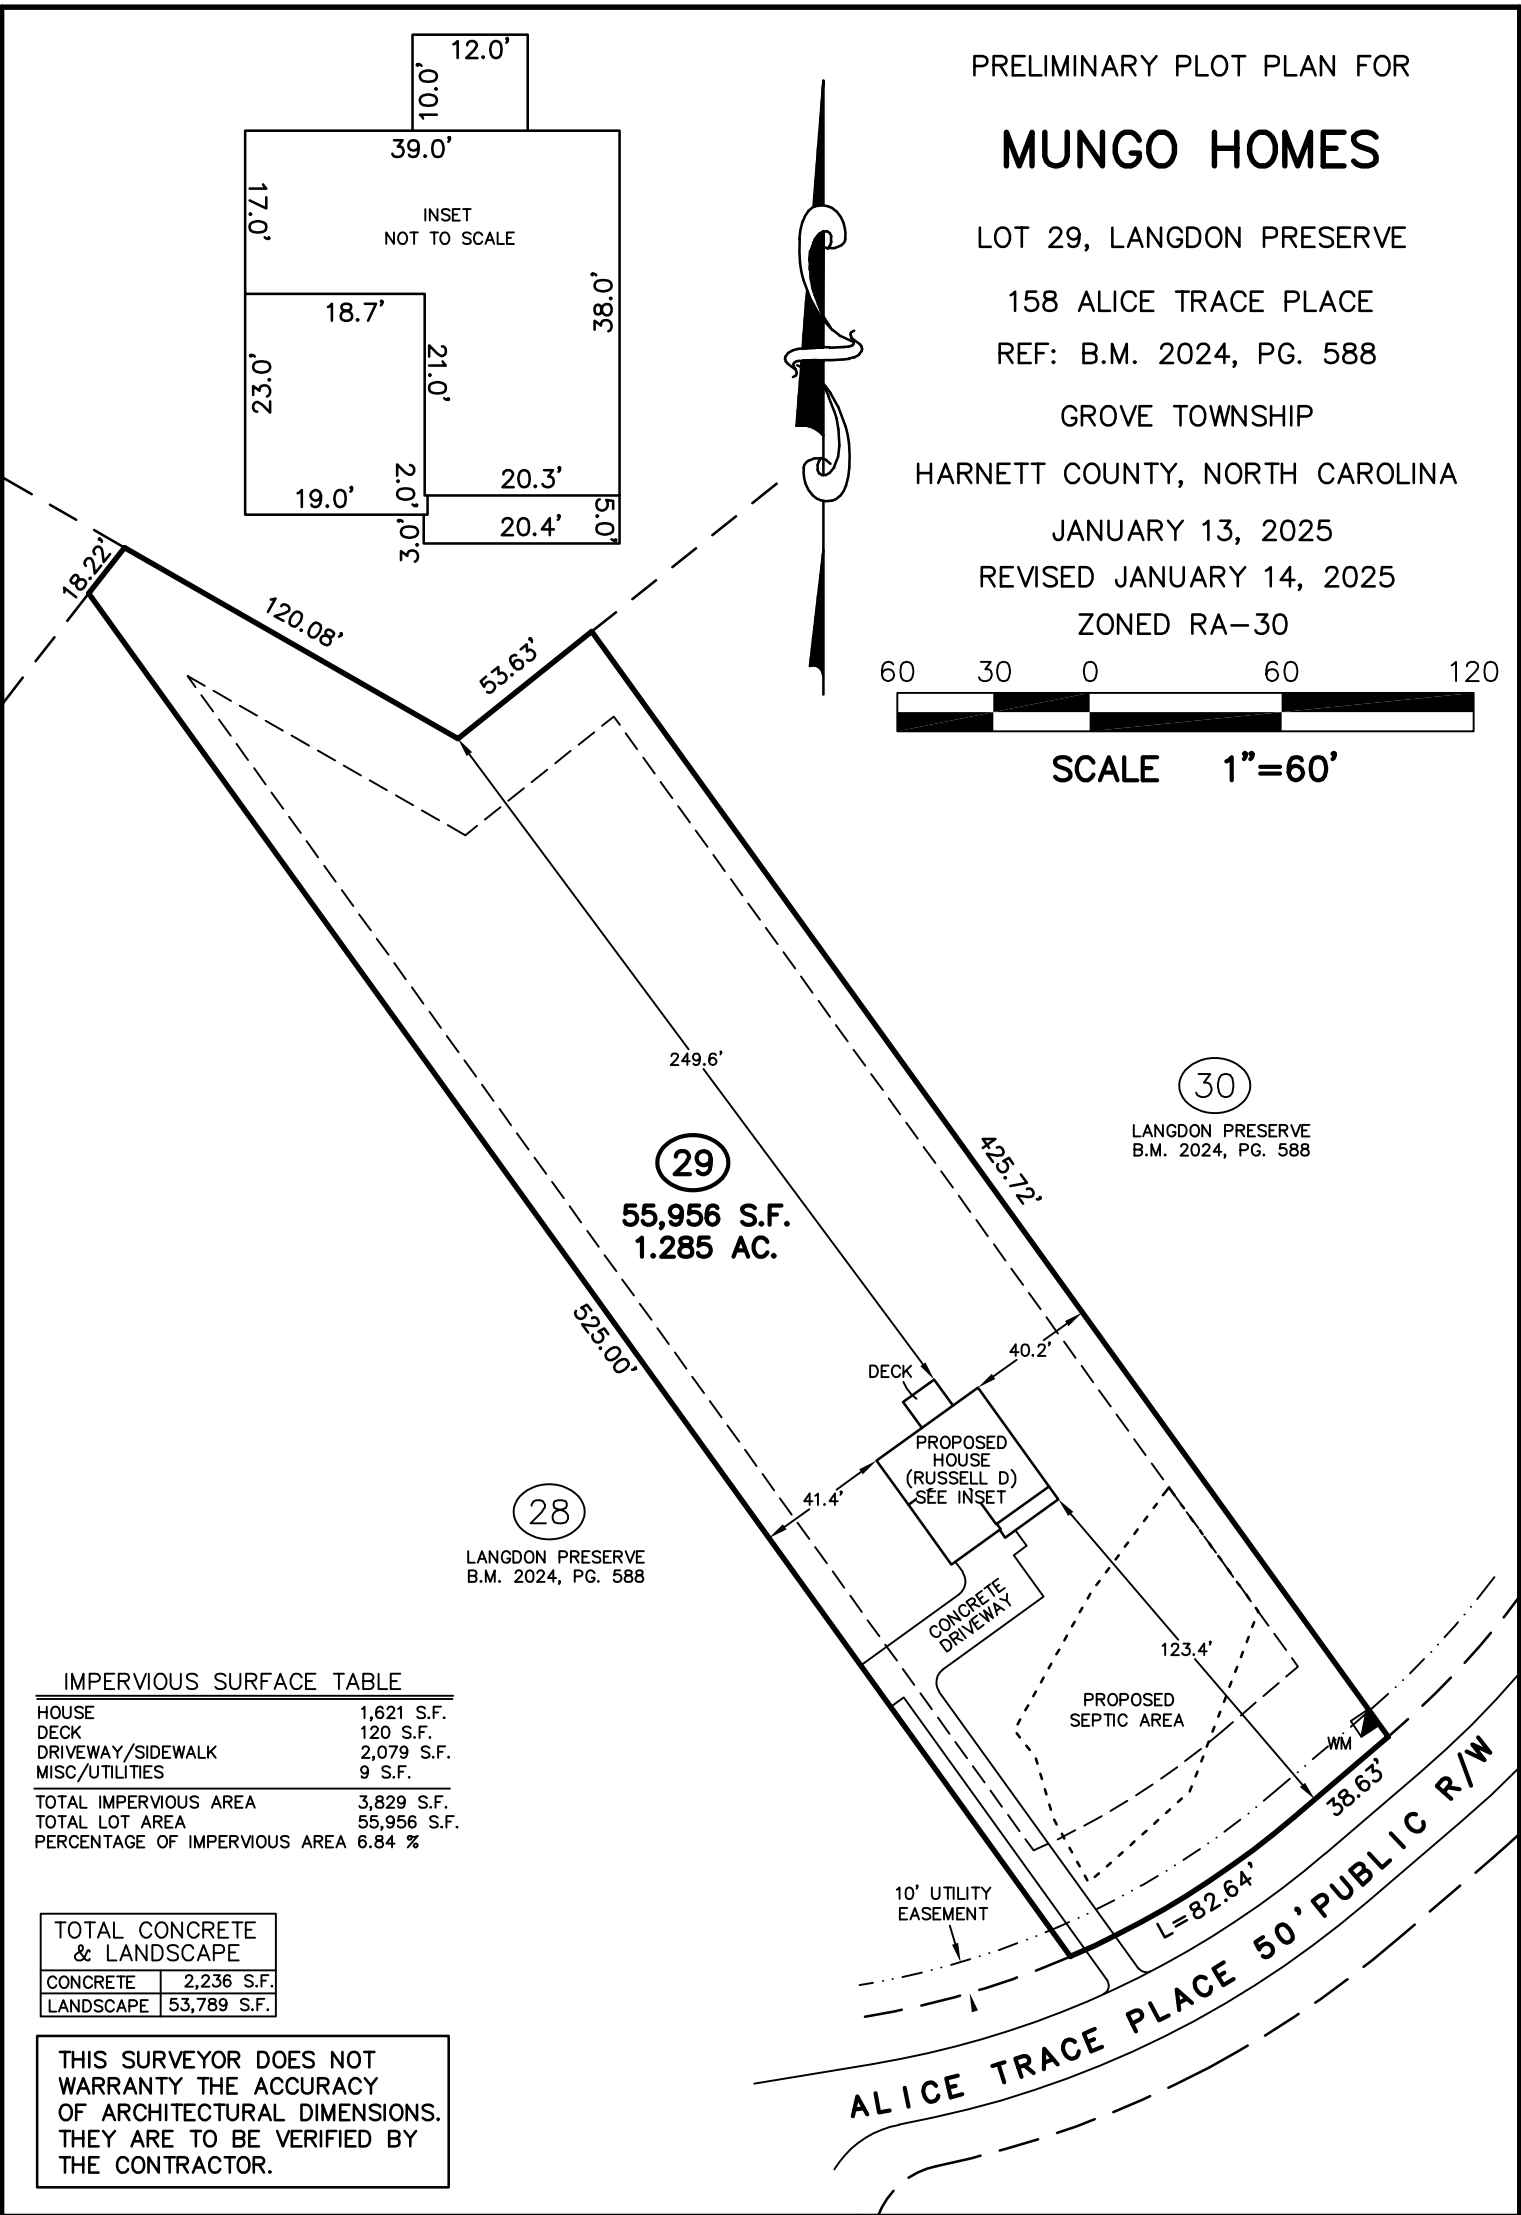 PRELIMINARY PLOT PLAN FOR
MUNGO HOMES
LOT 29, LANGDON PRESERVE
158 ALICE TRACE PLACE
REF: B.M. 2024, PG. 588
GROVE TOWNSHIP
HARNETT COUNTY, NORTH CAROLINA
JANUARY 13, 2025
REVISED JANUARY 14, 2025
ZONED RA-30
60 30 0 60 120
SCALE 1"=60'
12.0'
10.0'
39.0'
17.0'
INSET
NOT TO SCALE
38.0'
18.7'
23.0'
21.0'
2.0'
20.3'
19.0'
5.0'
3.0'
20.4'
18.22'
120.08'
53.63'
249.6'
29
55,956 S.F.
1.285 AC.
425.72'
525.00'
30
LANGDON PRESERVE
B.M. 2024, PG. 588
40.2'
DECK
PROPOSED
HOUSE
(RUSSELL D)
SEE INSET
41.4'
28
LANGDON PRESERVE
B.M. 2024, PG. 588
CONCRETE
DRIVEWAY
123.4'
PROPOSED
SEPTIC AREA
WM
38.63'
L=82.64'
10' UTILITY
EASEMENT
ALICE TRACE PLACE 50' PUBLIC R/W
IMPERVIOUS SURFACE TABLE
HOUSE 1,621 S.F.
DECK 120 S.F.
DRIVEWAY/SIDEWALK 2,079 S.F.
MISC/UTILITIES 9 S.F.
TOTAL IMPERVIOUS AREA 3,829 S.F.
TOTAL LOT AREA 55,956 S.F.
PERCENTAGE OF IMPERVIOUS AREA 6.84 %
TOTAL CONCRETE
& LANDSCAPE
CONCRETE 2,236 S.F.
LANDSCAPE 53,789 S.F.
THIS SURVEYOR DOES NOT
WARRANTY THE ACCURACY
OF ARCHITECTURAL DIMENSIONS.
THEY ARE TO BE VERIFIED BY
THE CONTRACTOR.